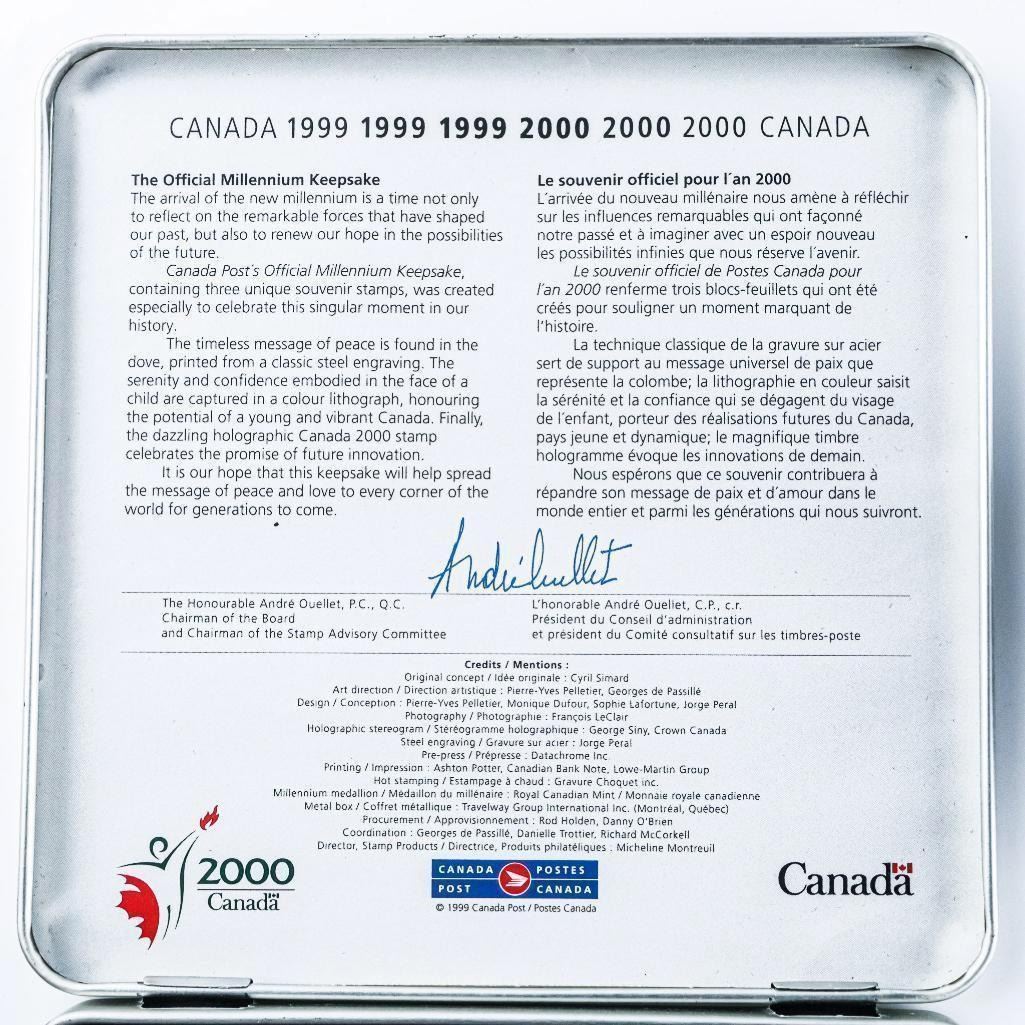 CANADA 1999 1999 1999 2000 2000 2000 CANADA
The Official Millennium Keepsake
The arrival of the new millennium is a time not only
to reflect on the remarkable forces that have shaped
our past, but also to renew our hope in the possibilities
of the future.
Canada Post's Official Millennium Keepsake,
containing three unique souvenir stamps, was created
especially to celebrate this singular moment in our
history.
The timeless message of peace is found in the
dove, printed from a classic steel engraving. The
serenity and confidence embodied in the face of a
child are captured in a colour lithograph, honouring
the potential of a young and vibrant Canada. Finally,
the dazzling holographic Canada 2000 stamp
celebrates the promise of future innovation.
It is our hope that this keepsake will help spread
the message of peace and love to every corner of the
world for generations to come.
Le souvenir officiel pour l'an 2000
L'arrivée du nouveau millénaire nous amène à réfléchir
sur les influences remarquables qui ont façonné
notre passé et à imaginer avec un espoir nouveau
les possibilités infinies que nous réserve l'avenir.
Le souvenir officiel de Postes Canada pour
l'an 2000 renferme trois blocs-feuillets qui ont été
créés pour souligner un moment marquant de
l'histoire.
La technique classique de la gravure sur acier
sert de support au message universel de paix que
représente la colombe; la lithographie en couleur saisit
la sérénité et la confiance qui se dégagent du visage
de l'enfant, porteur des réalisations futures du Canada,
pays jeune et dynamique; le magnifique timbre
hologramme évoque les innovations de demain.
Nous espérons que ce souvenir contribuera à
répandre son message de paix et d'amour dans le
monde entier et parmi les générations qui nous suivront.
André Ouellet
The Honourable André Ouellet, P.C., Q.C.
Chairman of the Board
and Chairman of the Stamp Advisory Committee
L'honorable André Ouellet, C.P., c.r.
Président du Conseil d'administration
et président du Comité consultatif sur les timbres-poste
Credits / Mentions :
Original concept / Idée originale : Cyril Simard
Art direction / Direction artistique : Pierre-Yves Pelletier, Georges de Passillé
Design / Conception : Pierre-Yves Pelletier, Monique Dufour, Sophie Lafortune, Jorge Peral
Photography / Photographie : François LeClair
Holographic stereogram / Stéréogramme holographique : George Siny, Crown Canada
Steel engraving / Gravure sur acier : Jorge Peral
Pre-press / Prépresse : Datachrome Inc.
Printing / Impression : Ashton Potter, Canadian Bank Note, Lowe-Martin Group
Hot stamping / Estampage à chaud : Gravure Choquet inc.
Millennium medallion / Médaillon du millénaire : Royal Canadian Mint / Monnaie royale canadienne
Metal box / Coffret métallique : Travelway Group International Inc. (Montréal, Québec)
Procurement / Approvisionnement : Rod Holden, Danny O'Brien
Coordination : Georges de Passillé, Danielle Trottier, Richard McCorkell
Director, Stamp Products / Directrice, Produits philatéliques : Micheline Montreuil
2000
Canada
CANADA POSTES
POST CANADA
© 1999 Canada Post / Postes Canada
Canada